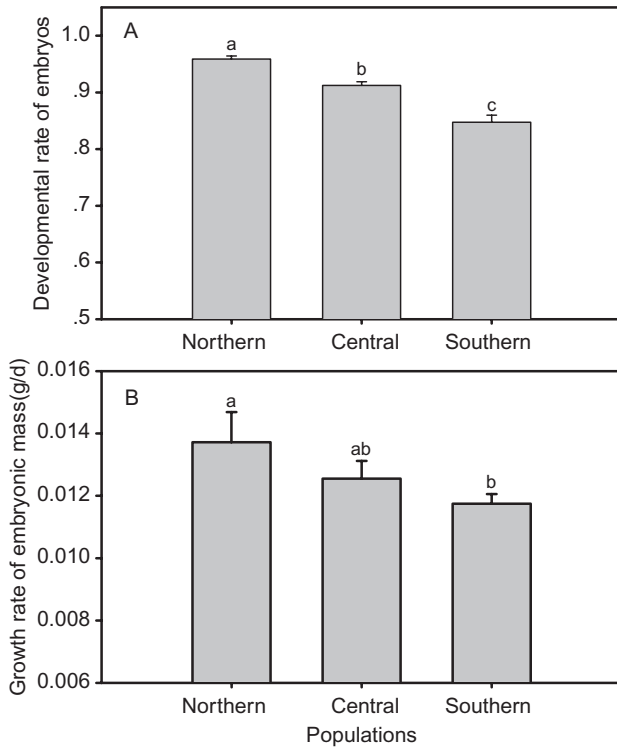 A
Developmental rate of embryos
1.0
.9
.8
.7
.6
.5
a
b
c
Northern Central Southern
B
Growth rate of embryonic mass(g/d)
0.016
0.014
0.012
0.010
0.008
0.006
a
ab
b
Northern Central Southern
Populations